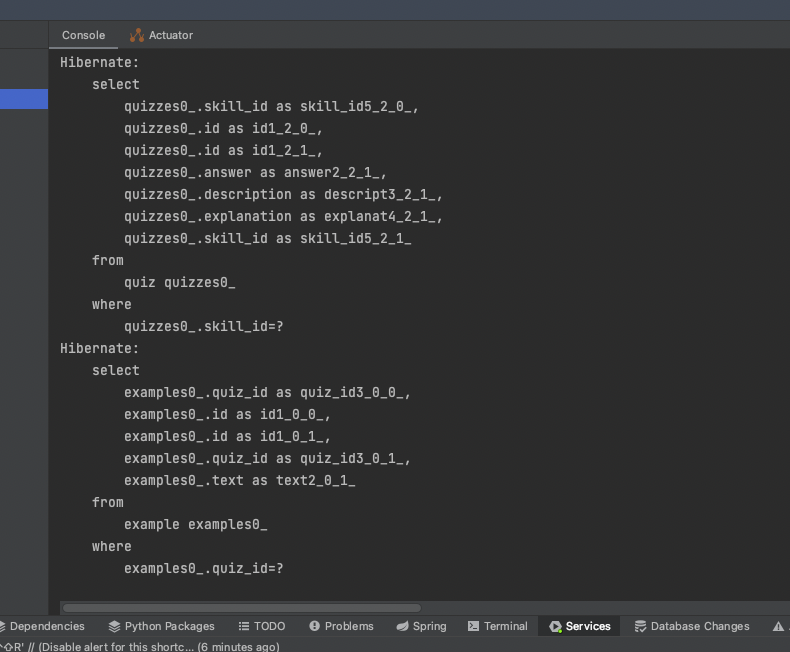 Console Actuator
Hibernate:
select
quizzes0_.skill_id as skill_id5_2_0_,
quizzes0_.id as id1_2_0_,
quizzes0_.id as id1_2_1_,
quizzes0_.answer as answer2_2_1_,
quizzes0_.description as descript3_2_1_,
quizzes0_.explanation as explanat4_2_1_,
quizzes0_.skill_id as skill_id5_2_1_
from
quiz quizzes0_
where
quizzes0_.skill_id=?
Hibernate:
select
examples0_.quiz_id as quiz_id3_0_0_,
examples0_.id as id1_0_0_,
examples0_.id as id1_0_1_,
examples0_.quiz_id as quiz_id3_0_1_,
examples0_.text as text2_0_1_
from
example examples0_
where
examples0_.quiz_id=?
Dependencies Python Packages TODO Problems Spring Terminal Services Database Changes
⇧R' // (Disable alert for this shortc... (6 minutes ago)